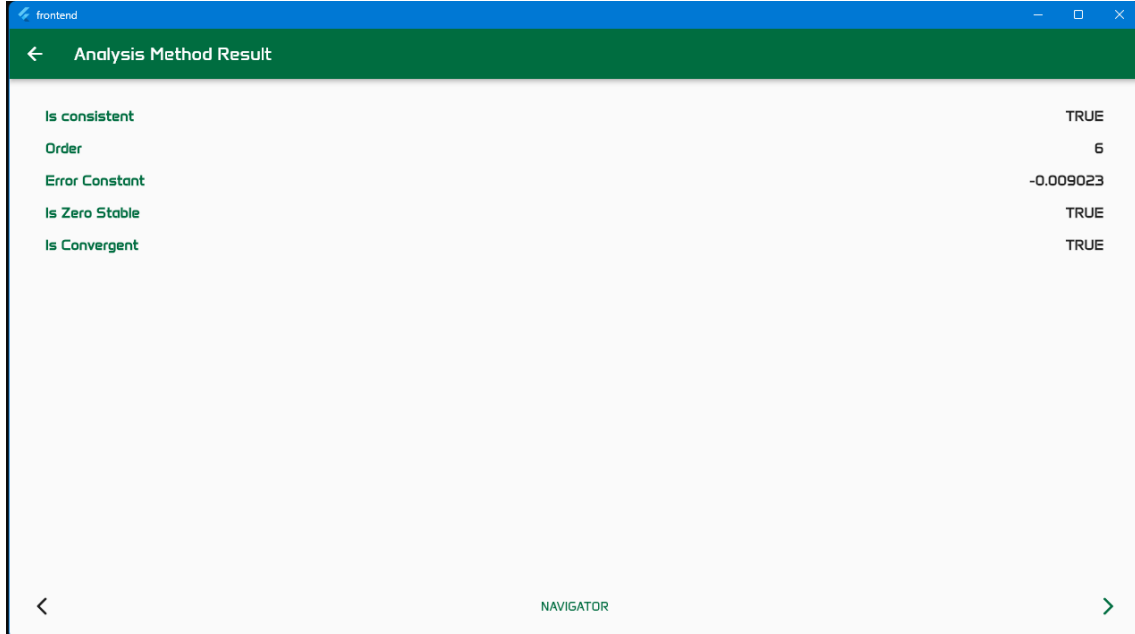 frontend
Analysis Method Result
Is consistent TRUE
Order 6
Error Constant -0.009023
Is Zero Stable TRUE
Is Convergent TRUE
NAVIGATOR